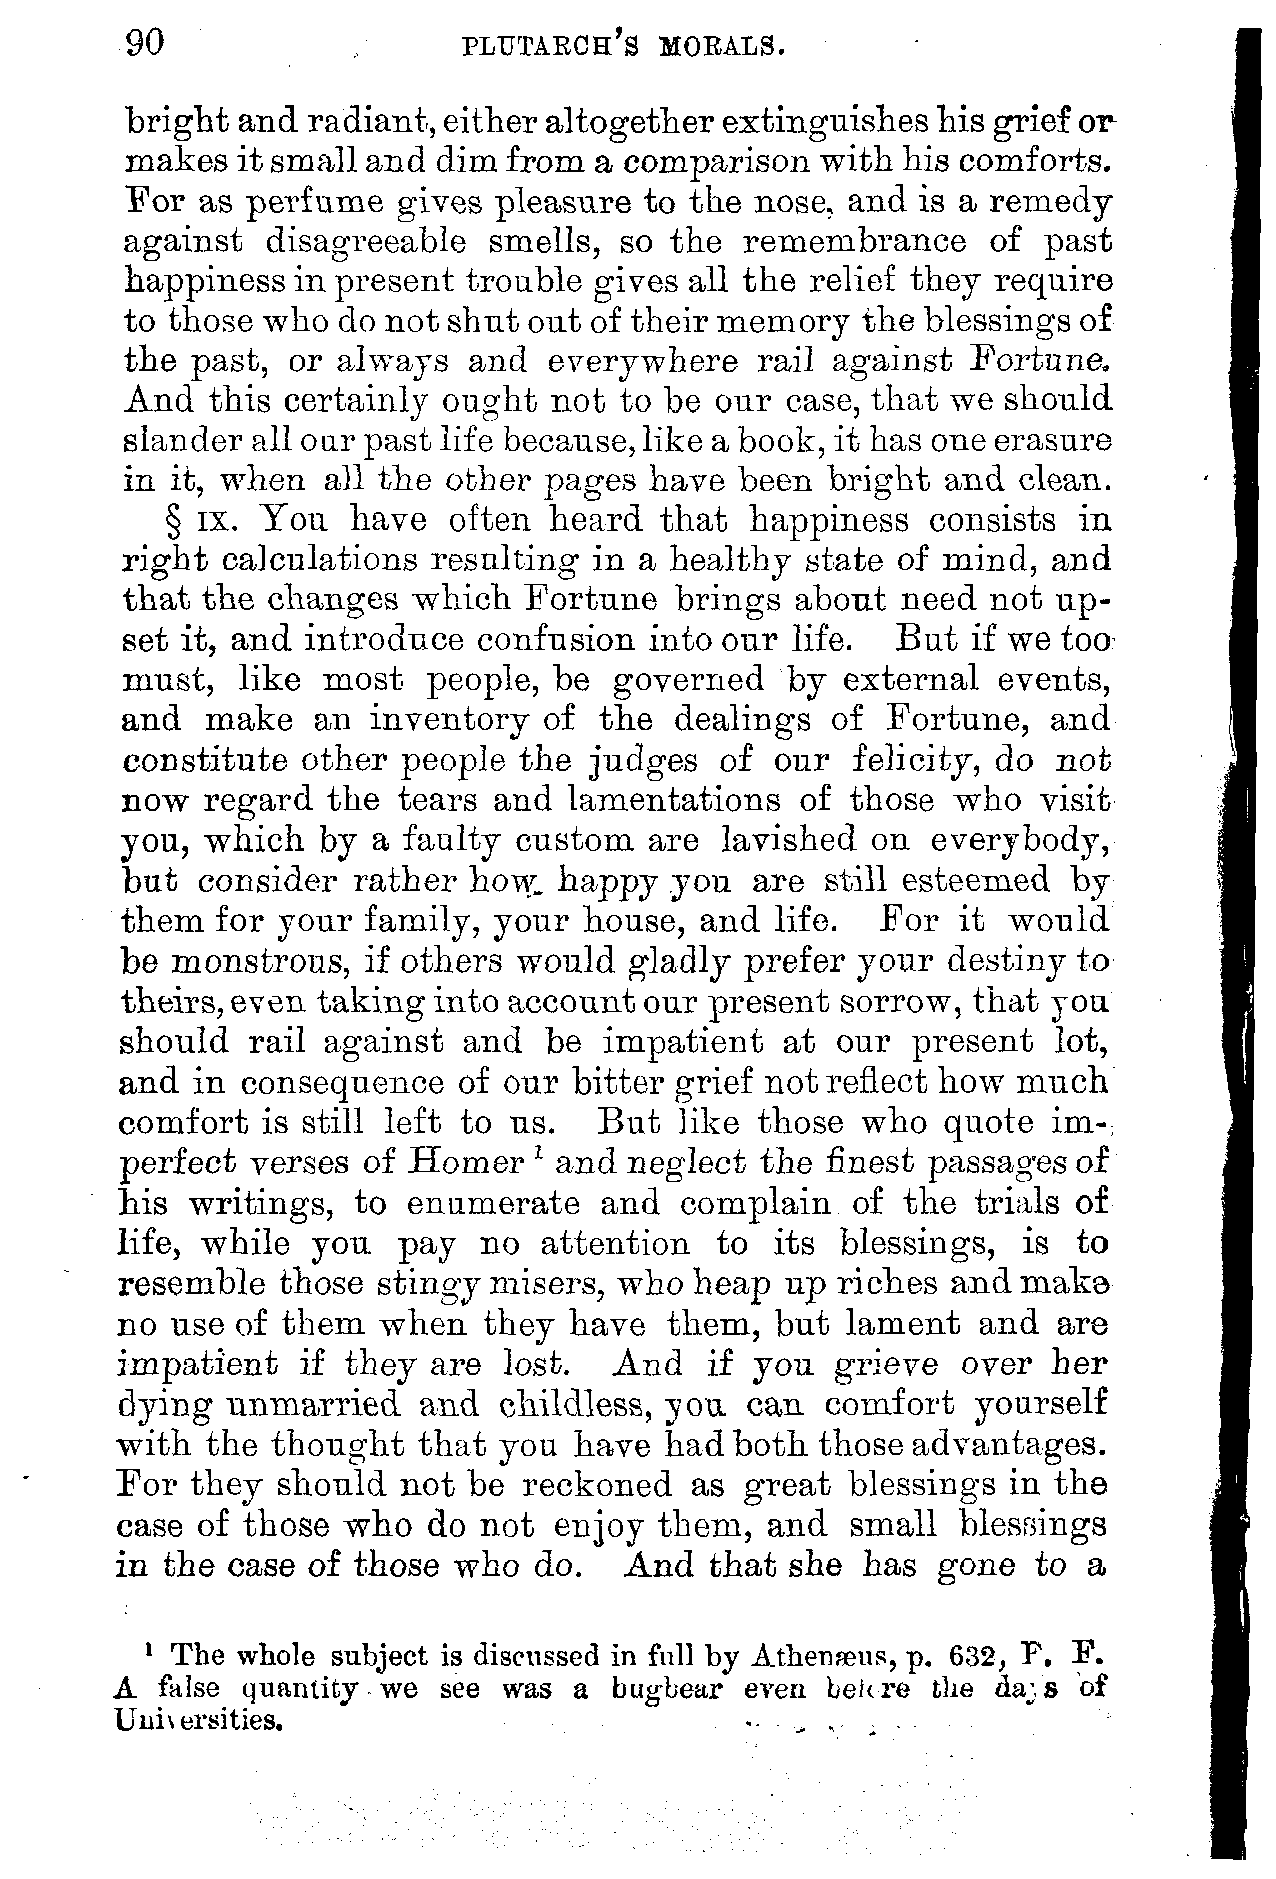 90 PLUTARCH'S MORALS.
bright and radiant, either altogether extinguishes his grief or
makes it small and dim from a comparison with his comforts.
For as perfume gives pleasure to the nose, and is a remedy
against disagreeable smells, so the remembrance of past
happiness in present trouble gives all the relief they require
to those who do not shut out of their memory the blessings of
the past, or always and everywhere rail against Fortune.
And this certainly ought not to be our case, that we should
slander all our past life because, like a book, it has one erasure
in it, when all the other pages have been bright and clean.
§ IX. You have often heard that happiness consists in
right calculations resulting in a healthy state of mind, and
that the changes which Fortune brings about need not up-
set it, and introduce confusion into our life. But if we too
must, like most people, be governed by external events,
and make an inventory of the dealings of Fortune, and
constitute other people the judges of our felicity, do not
now regard the tears and lamentations of those who visit
you, which by a faulty custom are lavished on everybody,
but consider rather how happy you are still esteemed by
them for your family, your house, and life. For it would
be monstrous, if others would gladly prefer your destiny to
theirs, even taking into account our present sorrow, that you
should rail against and be impatient at our present lot,
and in consequence of our bitter grief not reflect how much
comfort is still left to us. But like those who quote im-
perfect verses of Homer ¹ and neglect the finest passages of
his writings, to enumerate and complain of the trials of
life, while you pay no attention to its blessings, is to
resemble those stingy misers, who heap up riches and make
no use of them when they have them, but lament and are
impatient if they are lost. And if you grieve over her
dying unmarried and childless, you can comfort yourself
with the thought that you have had both those advantages.
For they should not be reckoned as great blessings in the
case of those who do not enjoy them, and small blessings
in the case of those who do. And that she has gone to a
¹ The whole subject is discussed in full by Athenæus, p. 632, F. F.
A false quantity we see was a bugbear even before the days of
Universities.